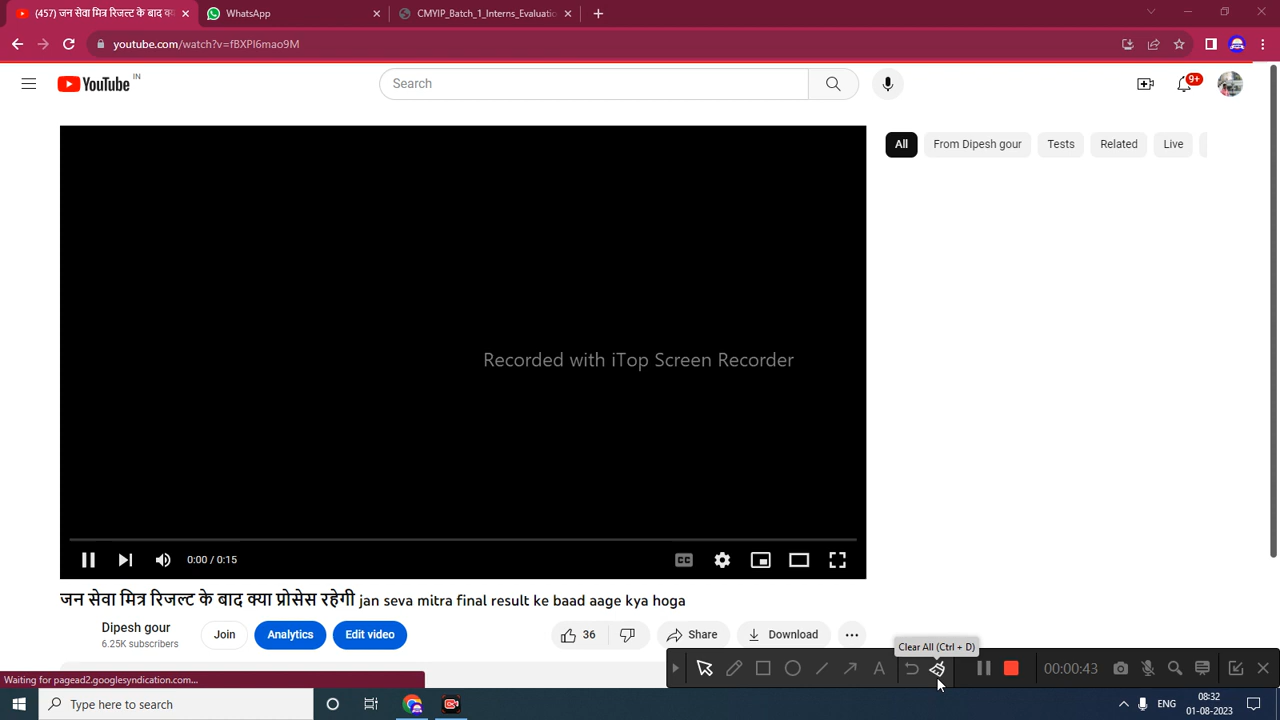 (457) जन सेवा मित्र रिजल्ट के बाद क्य
WhatsApp
CMYIP_Batch_1_Interns_Evaluatio
youtube.com/watch?v=fBXPl6mao9M
YouTube IN
Search
9+
All
From Dipesh gour
Tests
Related
Live
Recorded with iTop Screen Recorder
0:00 / 0:15
CC
जन सेवा मित्र रिजल्ट के बाद क्या प्रोसेस रहेगी jan seva mitra final result ke baad aage kya hoga
Dipesh gour
6.25K subscribers
Join
Analytics
Edit video
36
Share
Download
Clear All (Ctrl + D)
A
00:00:43
Waiting for pagead2.googlesyndication.com...
Type here to search
ENG
08:32
01-08-2023